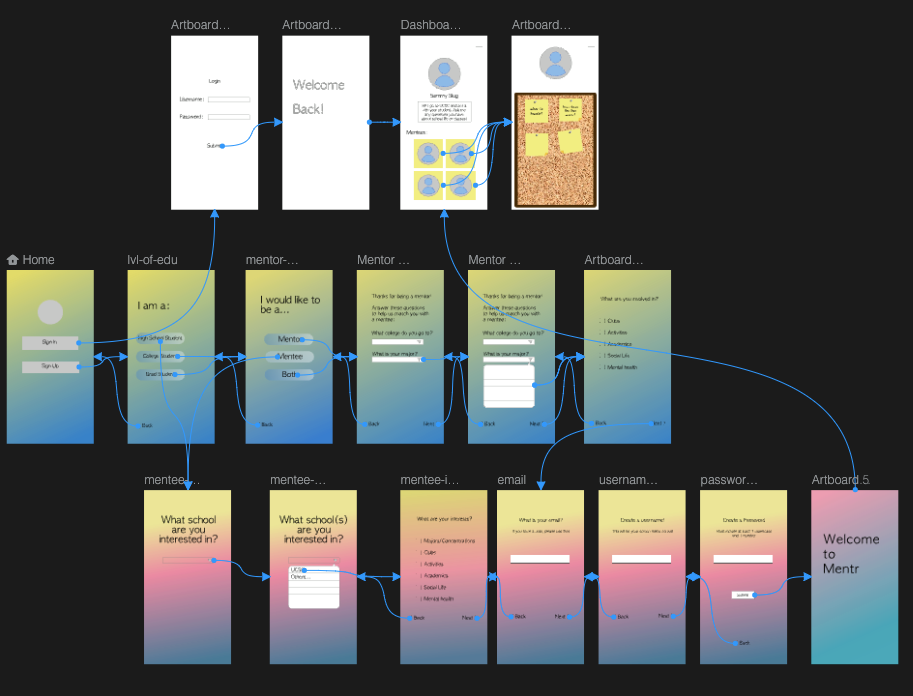 Artboard...
Artboard...
Dashboa...
Artboard...
Login
Username:
Password:
Submit
Welcome
Back!
Sammy Slug
Mentees:
Home
Sign In
Sign Up
lvl-of-edu
I am a:
High School Student
College Student
Grad Student
Back
mentor-...
I would like to
be a...
Mentor
Mentee
Both
Back
Mentor ...
Thanks for being a mentor!
Answer these questions
to help us match you with
a mentee.
What college do you go to?
What is your major?
Back
Next
Mentor ...
Thanks for being a mentor!
Answer these questions
to help us match you with
a mentee.
What college do you go to?
What is your major?
Back
Next
Artboard...
What are you involved in?
Clubs
Activities
Academics
Social Life
Mental health
Back
Next
mentee-...
What school
are you
interested in?
mentee-...
What school(s)
are you
interested in?
UCSC
Others...
mentee-i...
What are your interests?
Majors/Concentrations
Clubs
Activities
Academics
Social Life
Mental health
Back
Next
email
What is your email?
Back
Next
usernam...
Create a username!
Back
Next
passwor...
Create a Password
Submit
Back
Artboard 5
Welcome
to
Mentr